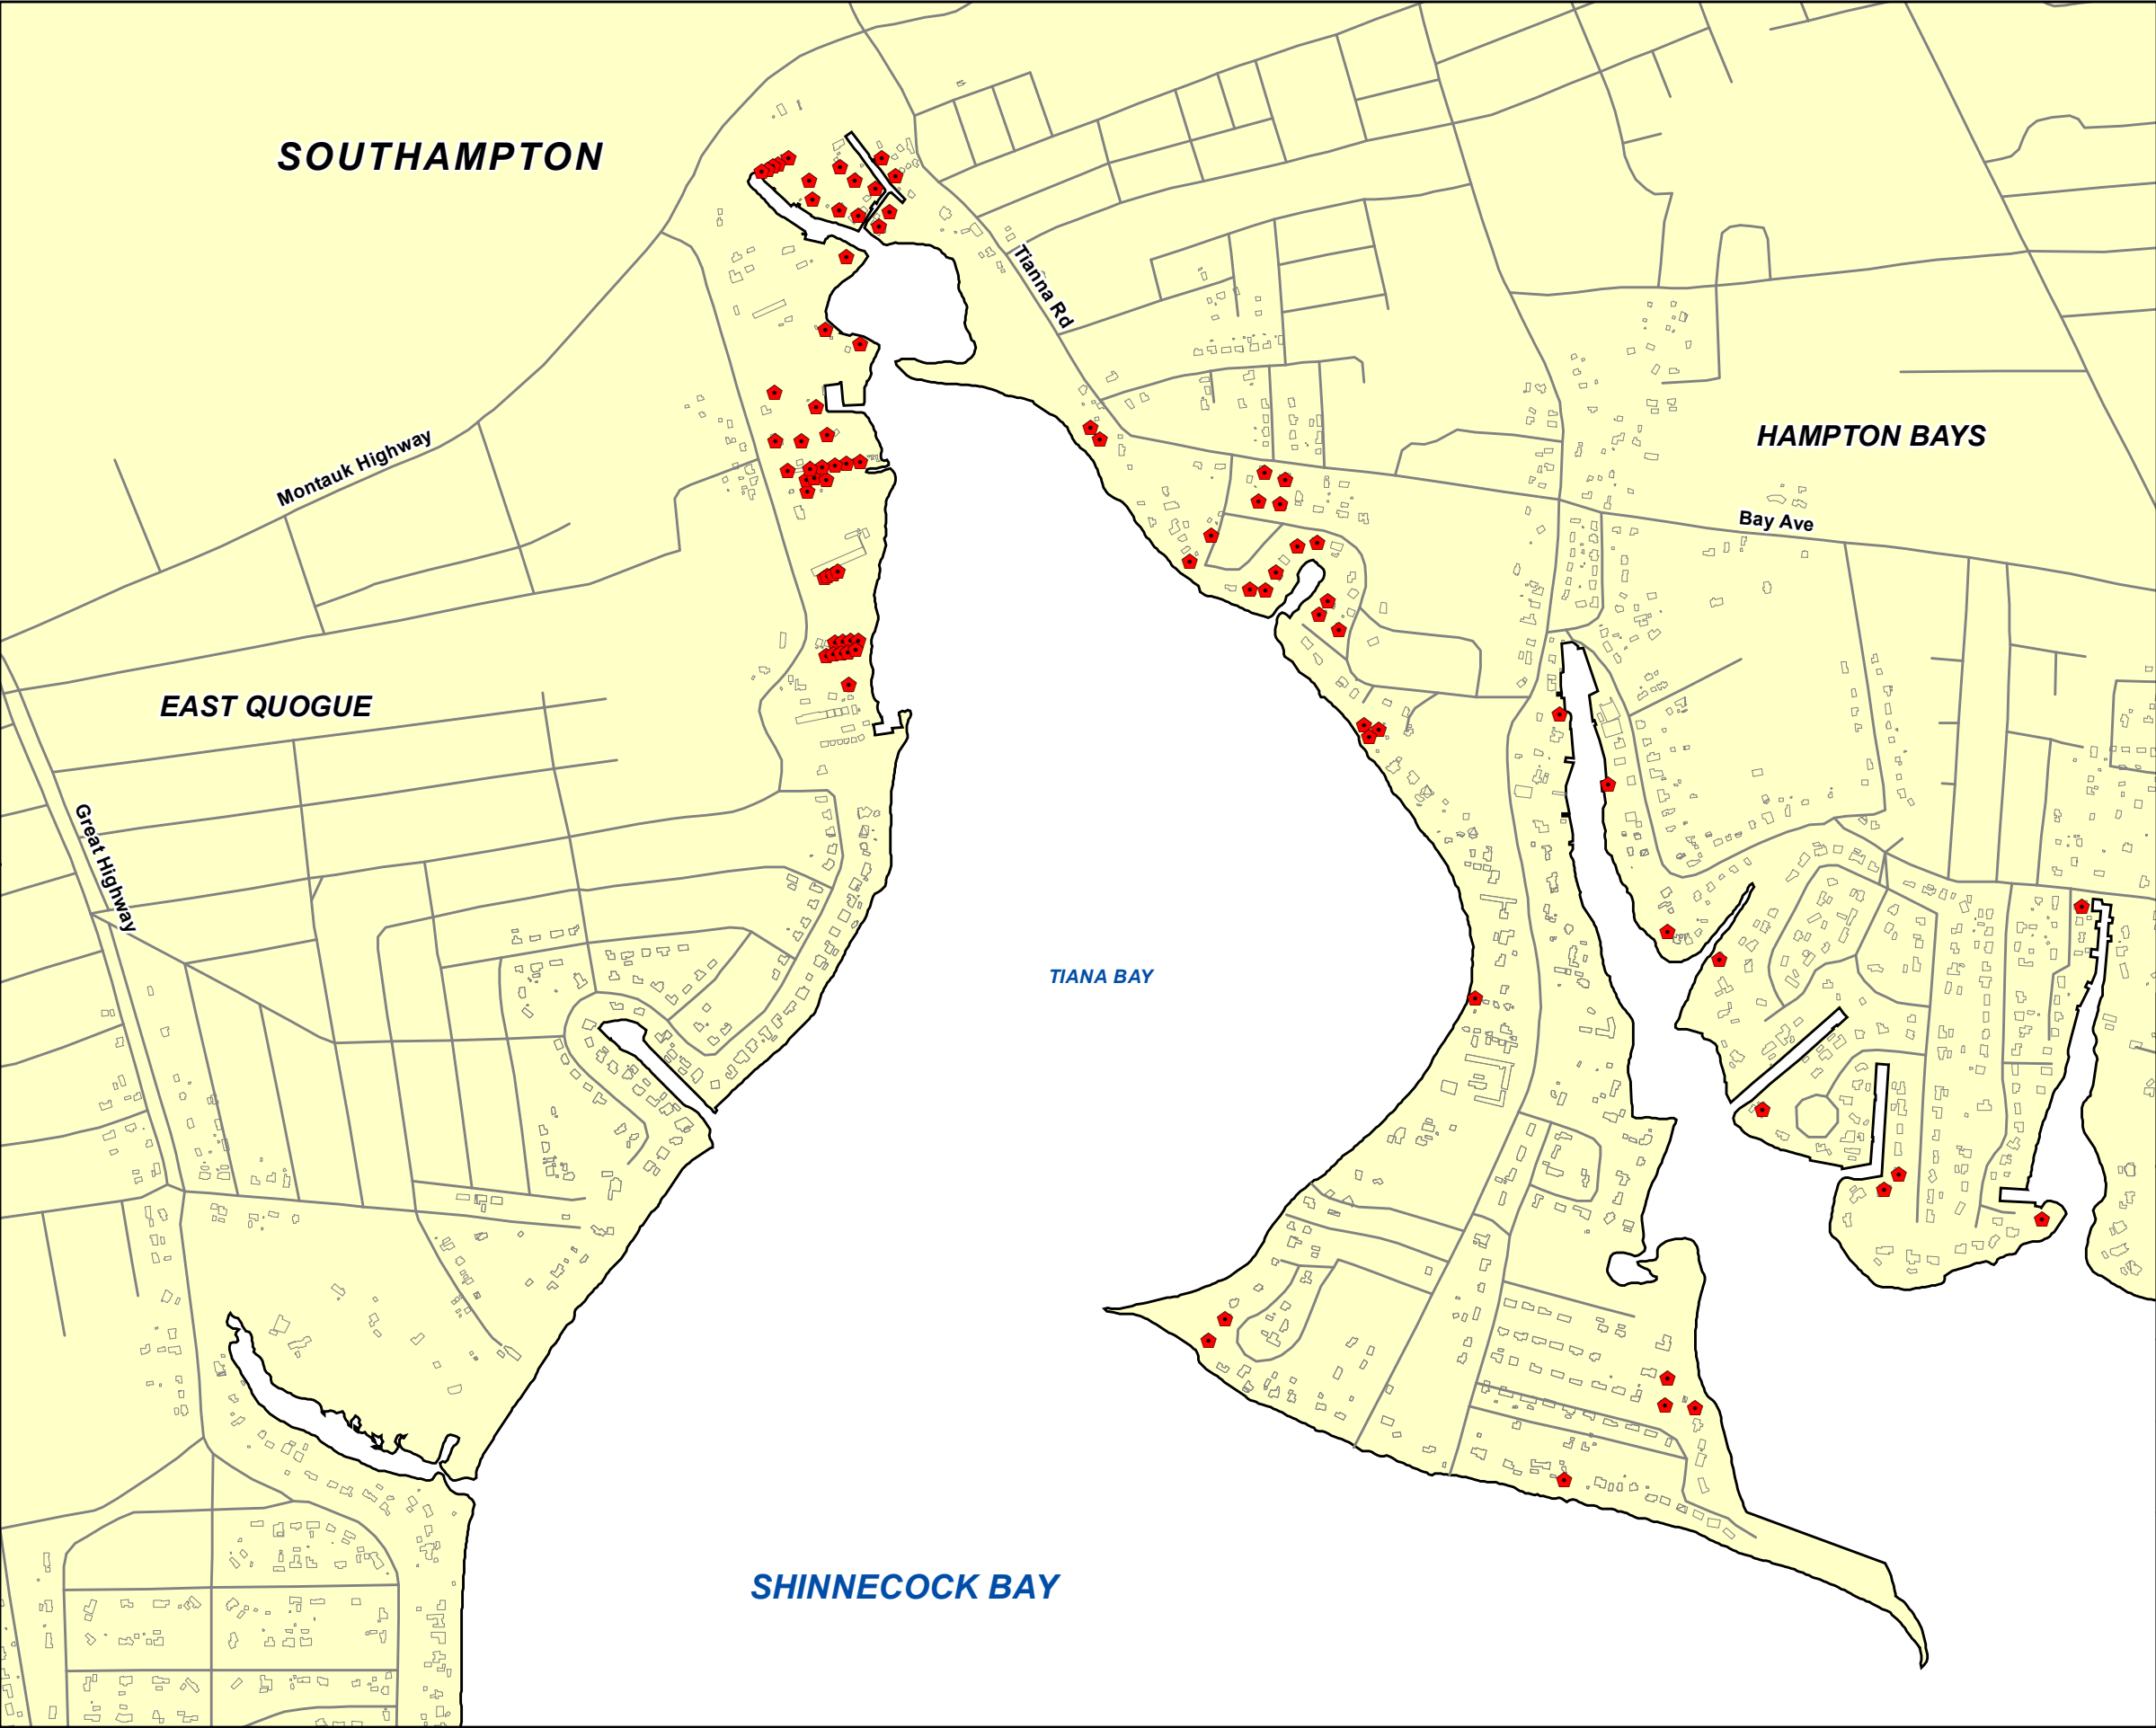 SOUTHAMPTON
Tianna Rd
HAMPTON BAYS
Montauk Highway
Bay Ave
EAST QUOGUE
Great Highway
TIANA BAY
SHINNECOCK BAY